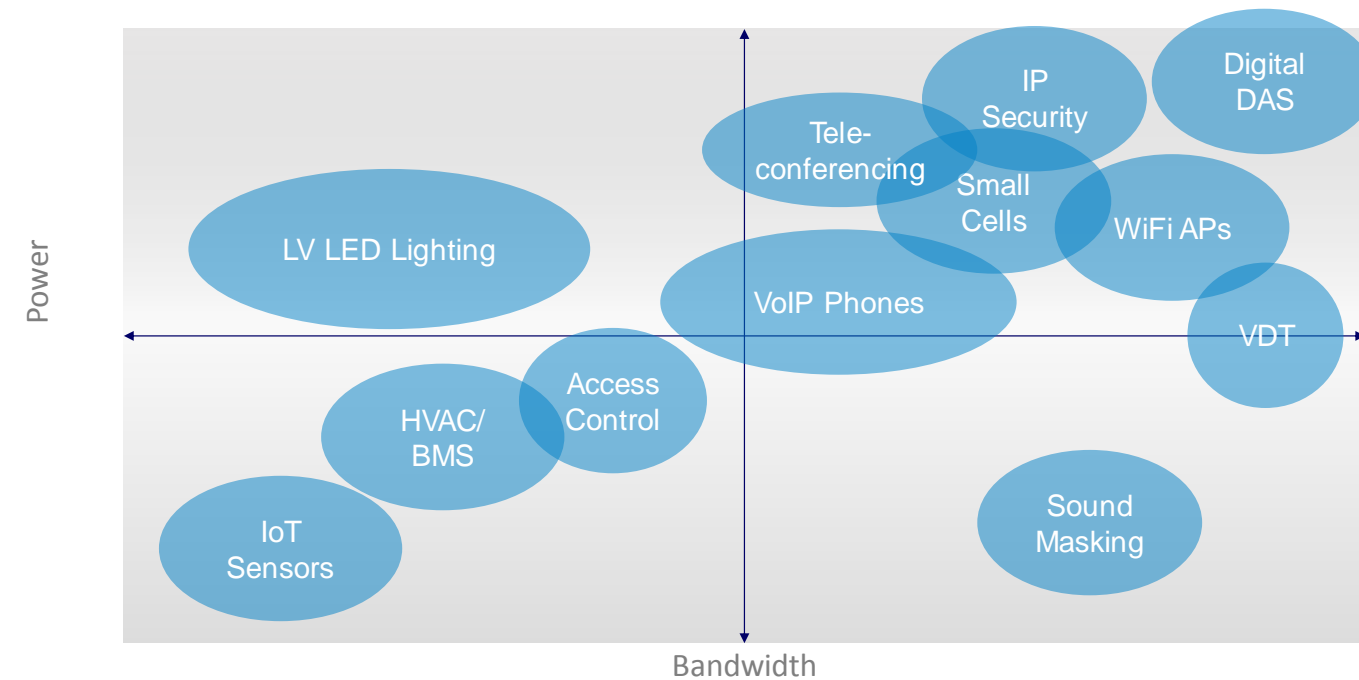 Digital
DAS
IP
Security
Tele-
conferencing
Small
Cells
WiFi APs
LV LED Lighting
Power
VoIP Phones
VDT
Access
Control
HVAC/
BMS
Sound
Masking
IoT
Sensors
Bandwidth